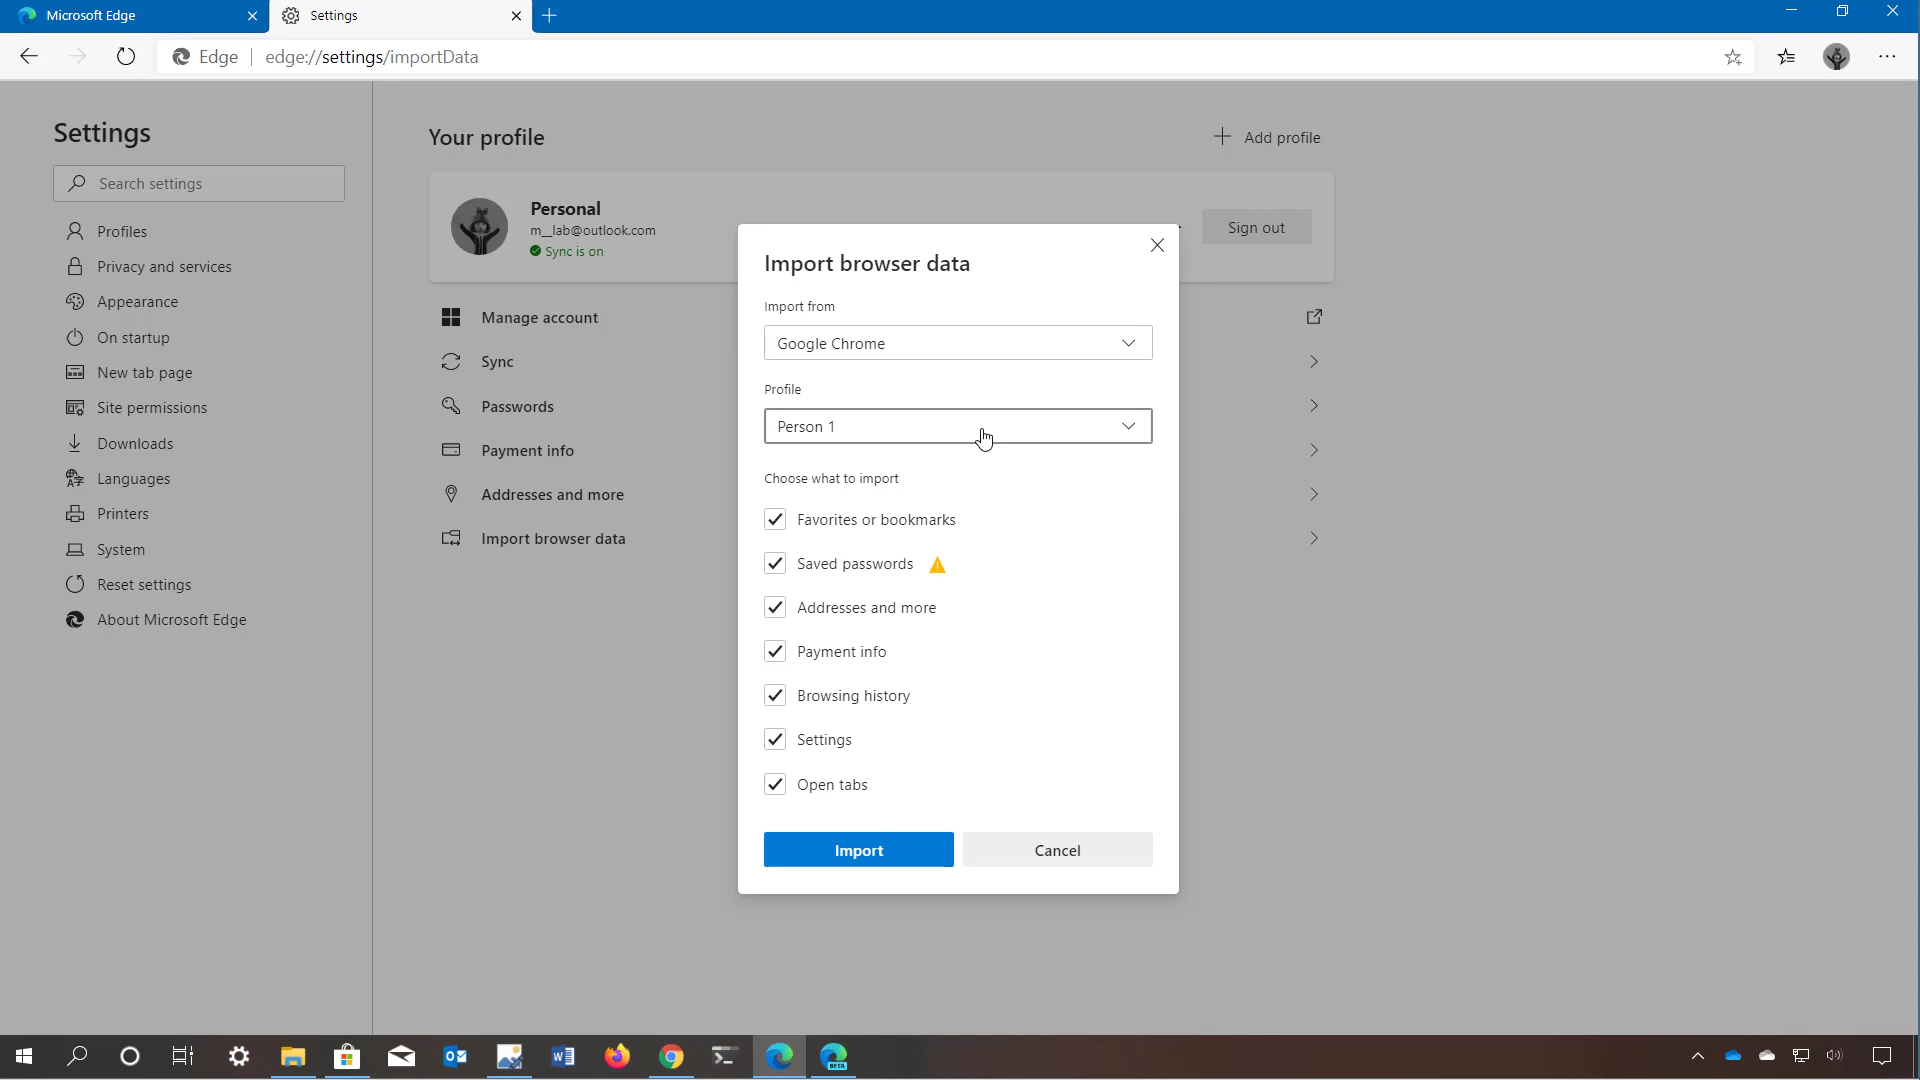 Microsoft Edge
Settings
Edge
edge://settings/importData
Settings
Search settings
Profiles
Privacy and services
Appearance
On startup
New tab page
Site permissions
Downloads
Languages
Printers
System
Reset settings
About Microsoft Edge
Your profile
Add profile
Personal
m__lab@outlook.com
Sync is on
Sign out
Manage account
Sync
Passwords
Payment info
Addresses and more
Import browser data
Import browser data
Import from
Google Chrome
Profile
Person 1
Choose what to import
Favorites or bookmarks
Saved passwords
Addresses and more
Payment info
Browsing history
Settings
Open tabs
Import
Cancel
BETA